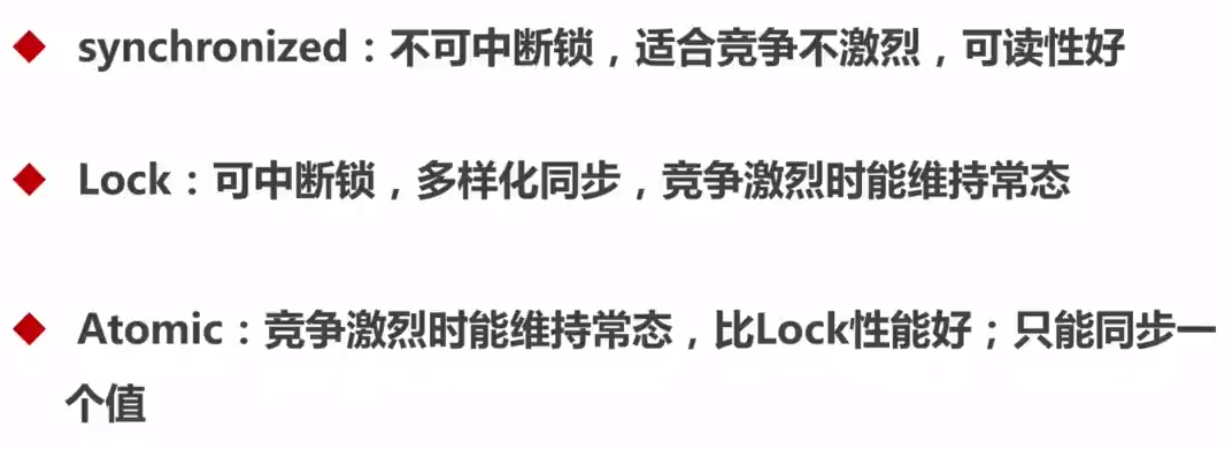 synchronized：不可中断锁，适合竞争不激烈，可读性好
Lock：可中断锁，多样化同步，竞争激烈时能维持常态
Atomic：竞争激烈时能维持常态，比Lock性能好；只能同步一
个值